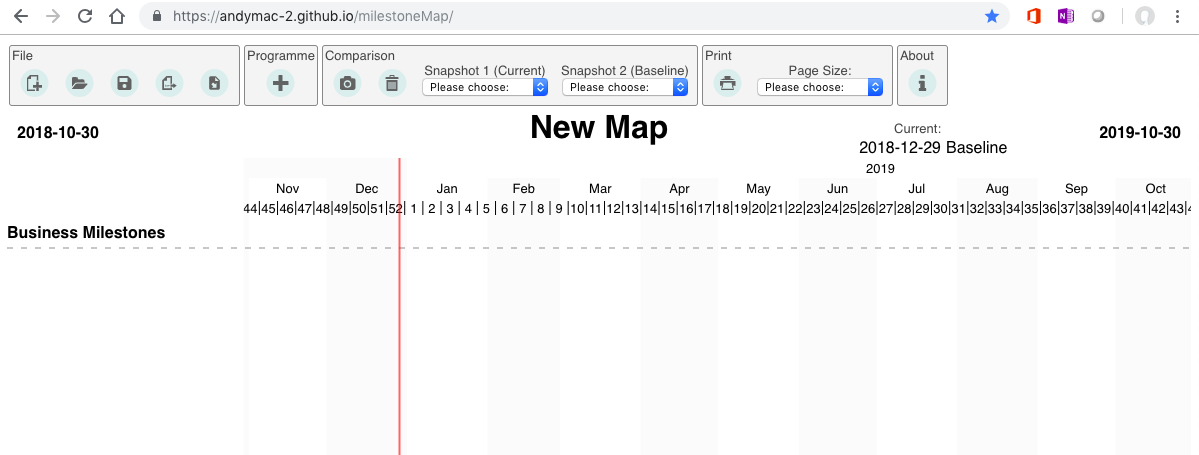 https://andymac-2.github.io/milestoneMap/
File
Programme
Comparison
Snapshot 1 (Current)
Please choose:
Snapshot 2 (Baseline)
Please choose:
Print
Page Size:
Please choose:
About
2018-10-30
New Map
Current:
2018-12-29 Baseline
2019-10-30
2019
Nov Dec Jan Feb Mar Apr May Jun Jul Aug Sep Oct
44|45|46|47|48|49|50|51|52| 1 | 2 | 3 | 4 | 5 | 6 | 7 | 8 | 9 |10|11|12|13|14|15|16|17|18|19|20|21|22|23|24|25|26|27|28|29|30|31|32|33|34|35|36|37|38|39|40|41|42|43|
Business Milestones